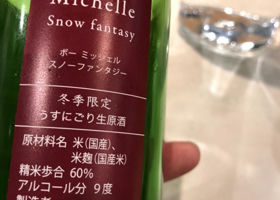 Michelle
Snow fantasy
ボー ミッシェル
スノーファンタジー
冬季限定
うすにごり生原酒
原材料名 米(国産)、
米麹(国産米)
精米歩合 60%
アルコール分 9度